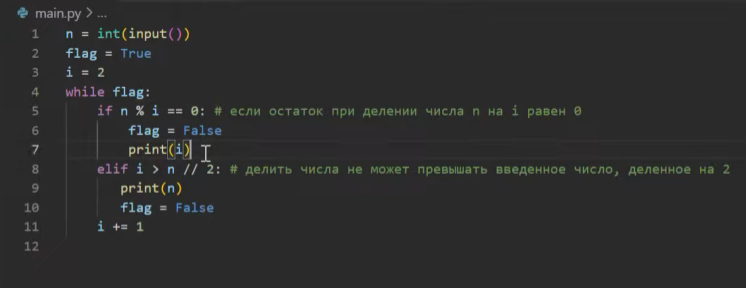 main.py > ...
1 n = int(input())
2 flag = True
3 i = 2
4 while flag:
5     if n % i == 0: # если остаток при делении числа n на i равен 0
6         flag = False
7         print(i)
8     elif i > n // 2: # делить числа не может превышать введенное число, деленное на 2
9        print(n)
10        flag = False
11     i += 1
12